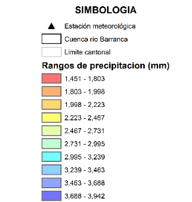 SIMBOLOGIA
Estación meteorológica
Cuenca río Barranca
Limite cantonal
Rangos de precipitacion (mm)
1,451 - 1,803
1,803 - 1,998
1,998 - 2,223
2,223 - 2,467
2,467 - 2,731
2,731 - 2,995
2,995 - 3,239
3,239 - 3,463
3,463 - 3,688
3,688 - 3,942